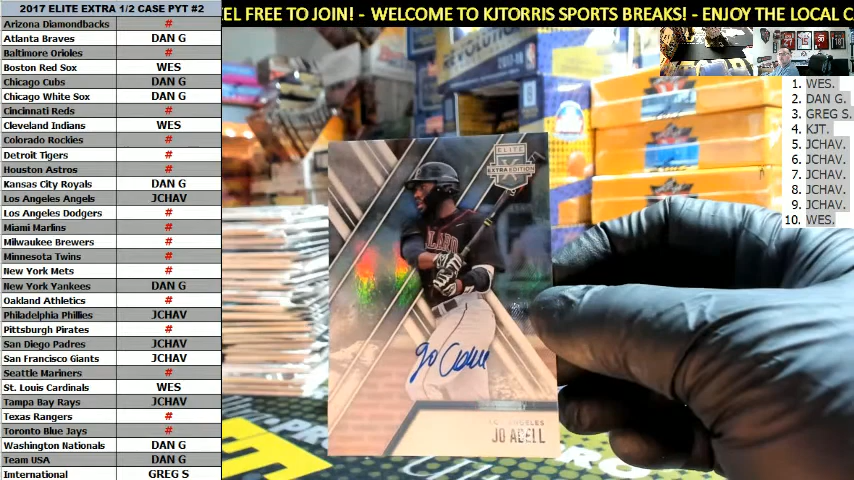 2017 ELITE EXTRA 1/2 CASE PYT #2
Arizona Diamondbacks #
Atlanta Braves DAN G
Baltimore Orioles #
Boston Red Sox WES
Chicago Cubs DAN G
Chicago White Sox DAN G
Cincinnati Reds #
Cleveland Indians WES
Colorado Rockies #
Detroit Tigers #
Houston Astros #
Kansas City Royals DAN G
Los Angeles Angels JCHAV
Los Angeles Dodgers #
Miami Marlins #
Milwaukee Brewers #
Minnesota Twins #
New York Mets #
New York Yankees DAN G
Oakland Athletics #
Philadelphia Phillies JCHAV
Pittsburgh Pirates #
San Diego Padres JCHAV
San Francisco Giants JCHAV
Seattle Mariners #
St. Louis Cardinals WES
Tampa Bay Rays JCHAV
Texas Rangers #
Toronto Blue Jays #
Washington Nationals DAN G
Team USA DAN G
International GREG S
EL FREE TO JOIN! - WELCOME TO KJTORRIS SPORTS BREAKS! - ENJOY THE LOCAL C
1. WES.
2. DAN G.
3. GREG S.
4. KJT.
5. JCHAV.
6. JCHAV.
7. JCHAV.
8. JCHAV.
9. JCHAV.
10. WES.
REVOLUTION
2017-18
8
ELITE
EXTRA EDITION
LLARD
ANGELES
JO ADELL